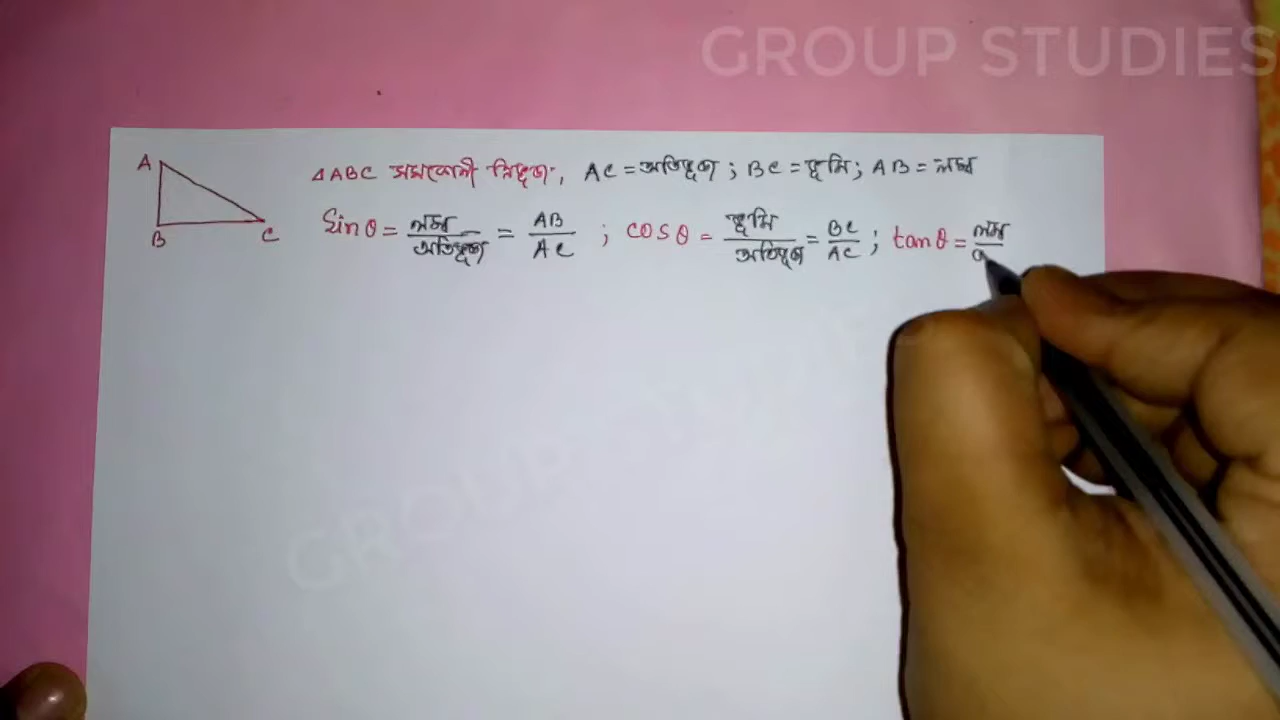 GROUP STUDIES
A
B
C
△ABC সমকোণী ত্রিভুজ, AC = অতিভুজ ; BC = ভূমি ; AB = লম্ব
Sin θ = লম্ব / অতিভুজ = AB / AC ; cos θ = ভূমি / অতিভুজ = BC / AC ; tan θ = লম্ব